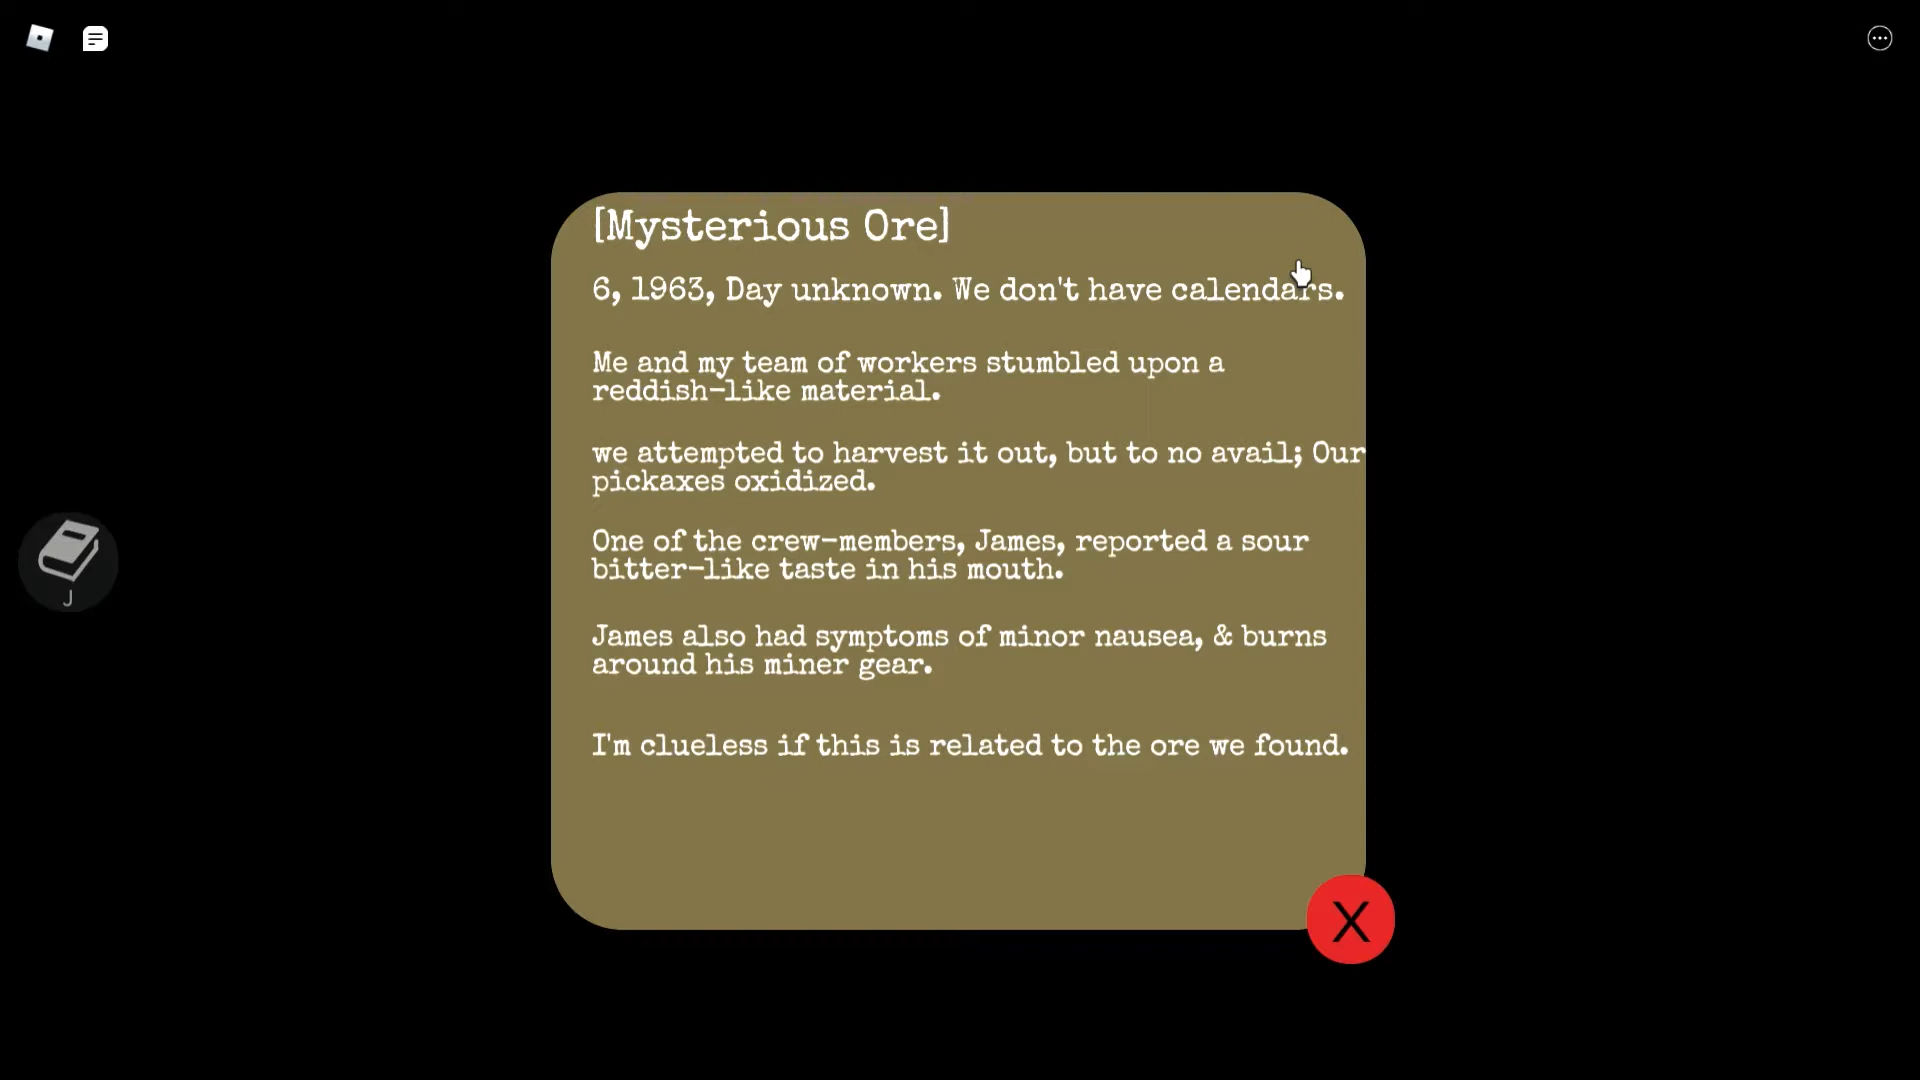 [Mysterious Ore]
6, 1963, Day unknown. We don't have calendars.
Me and my team of workers stumbled upon a
reddish-like material.
we attempted to harvest it out, but to no avail; Our
pickaxes oxidized.
One of the crew-members, James, reported a sour
bitter-like taste in his mouth.
James also had symptoms of minor nausea, & burns
around his miner gear.
I'm clueless if this is related to the ore we found.
J
X